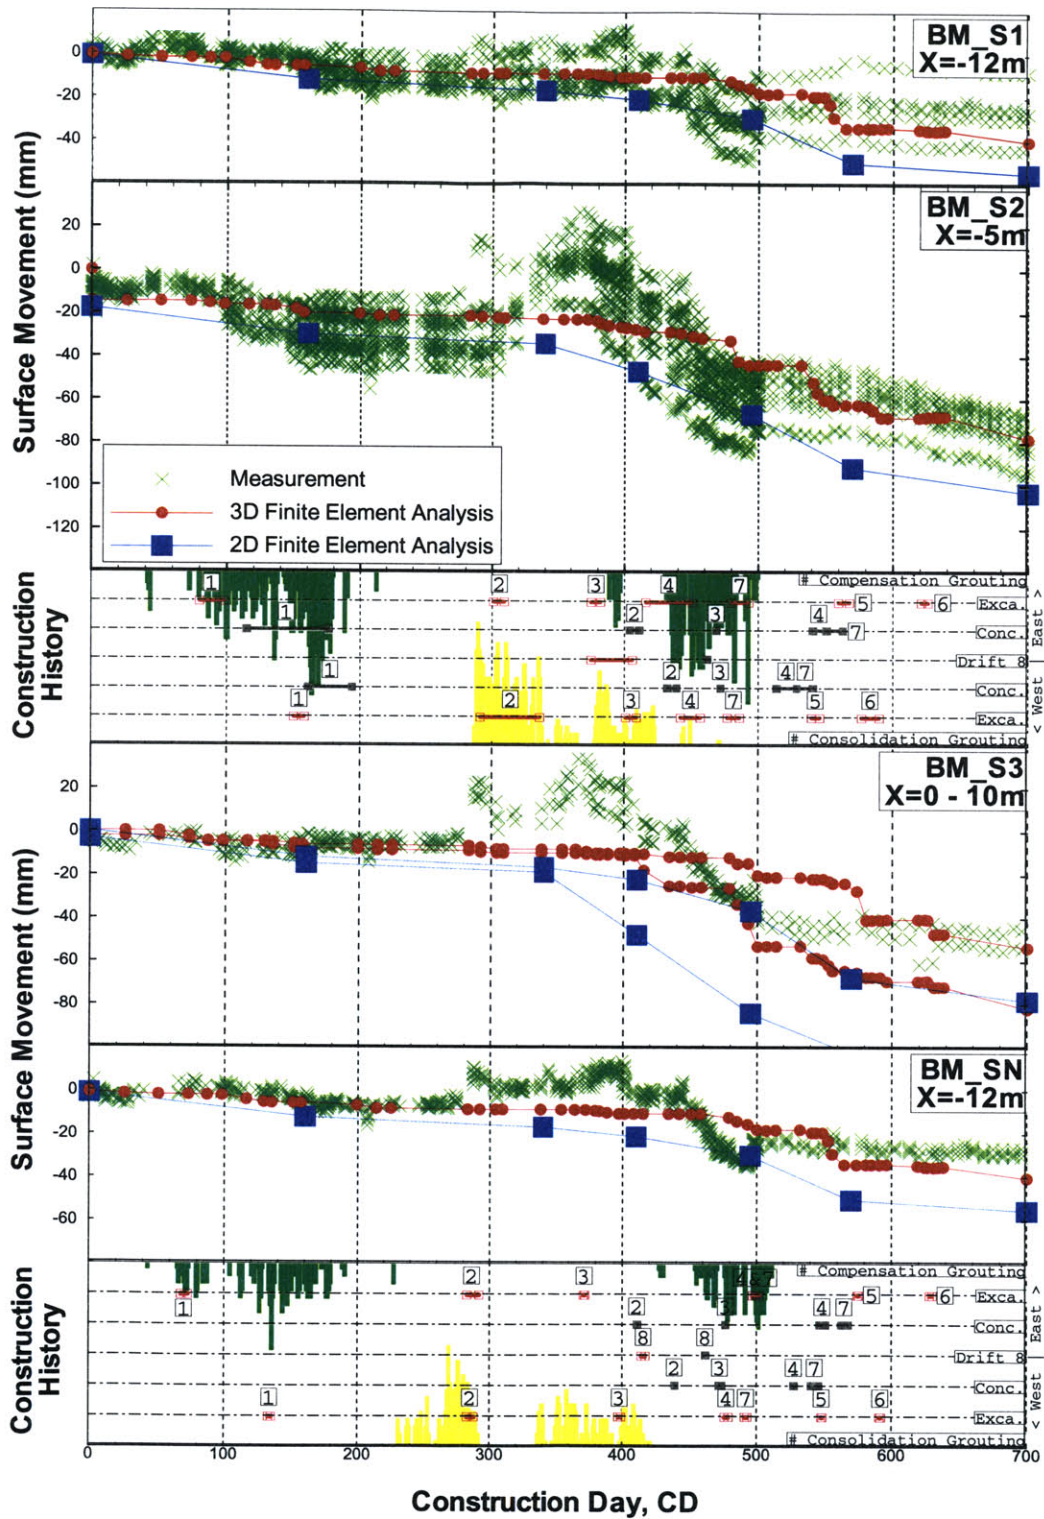 BM_S1
X=-12m
0
-20
-40
BM_S2
X=-5m
20
0
-20
-40
-60
-80
-100
-120
Surface Movement (mm)
Measurement
3D Finite Element Analysis
2D Finite Element Analysis
Construction
History
# Compensation Grouting
1 2 3 4 7
Exca. 5 6
1 2 3 4 7
Conc.
Drift 8
1 2 3 4 7
Conc.
1 2 3 4 7 5 6
Exca.
# Consolidation Grouting
< West | East >
BM_S3
X=0 - 10m
20
0
-20
-40
-60
-80
Surface Movement (mm)
BM_SN
X=-12m
0
-20
-40
-60
Construction
History
# Compensation Grouting
2 3 4&7
1 5 6 Exca.
2 3 4 7
Conc.
8 8
Drift 8
2 3 4 7
Conc.
1 2 3 4 7 5 6
Exca.
# Consolidation Grouting
< West | East >
0 100 200 300 400 500 600 700
Construction Day, CD